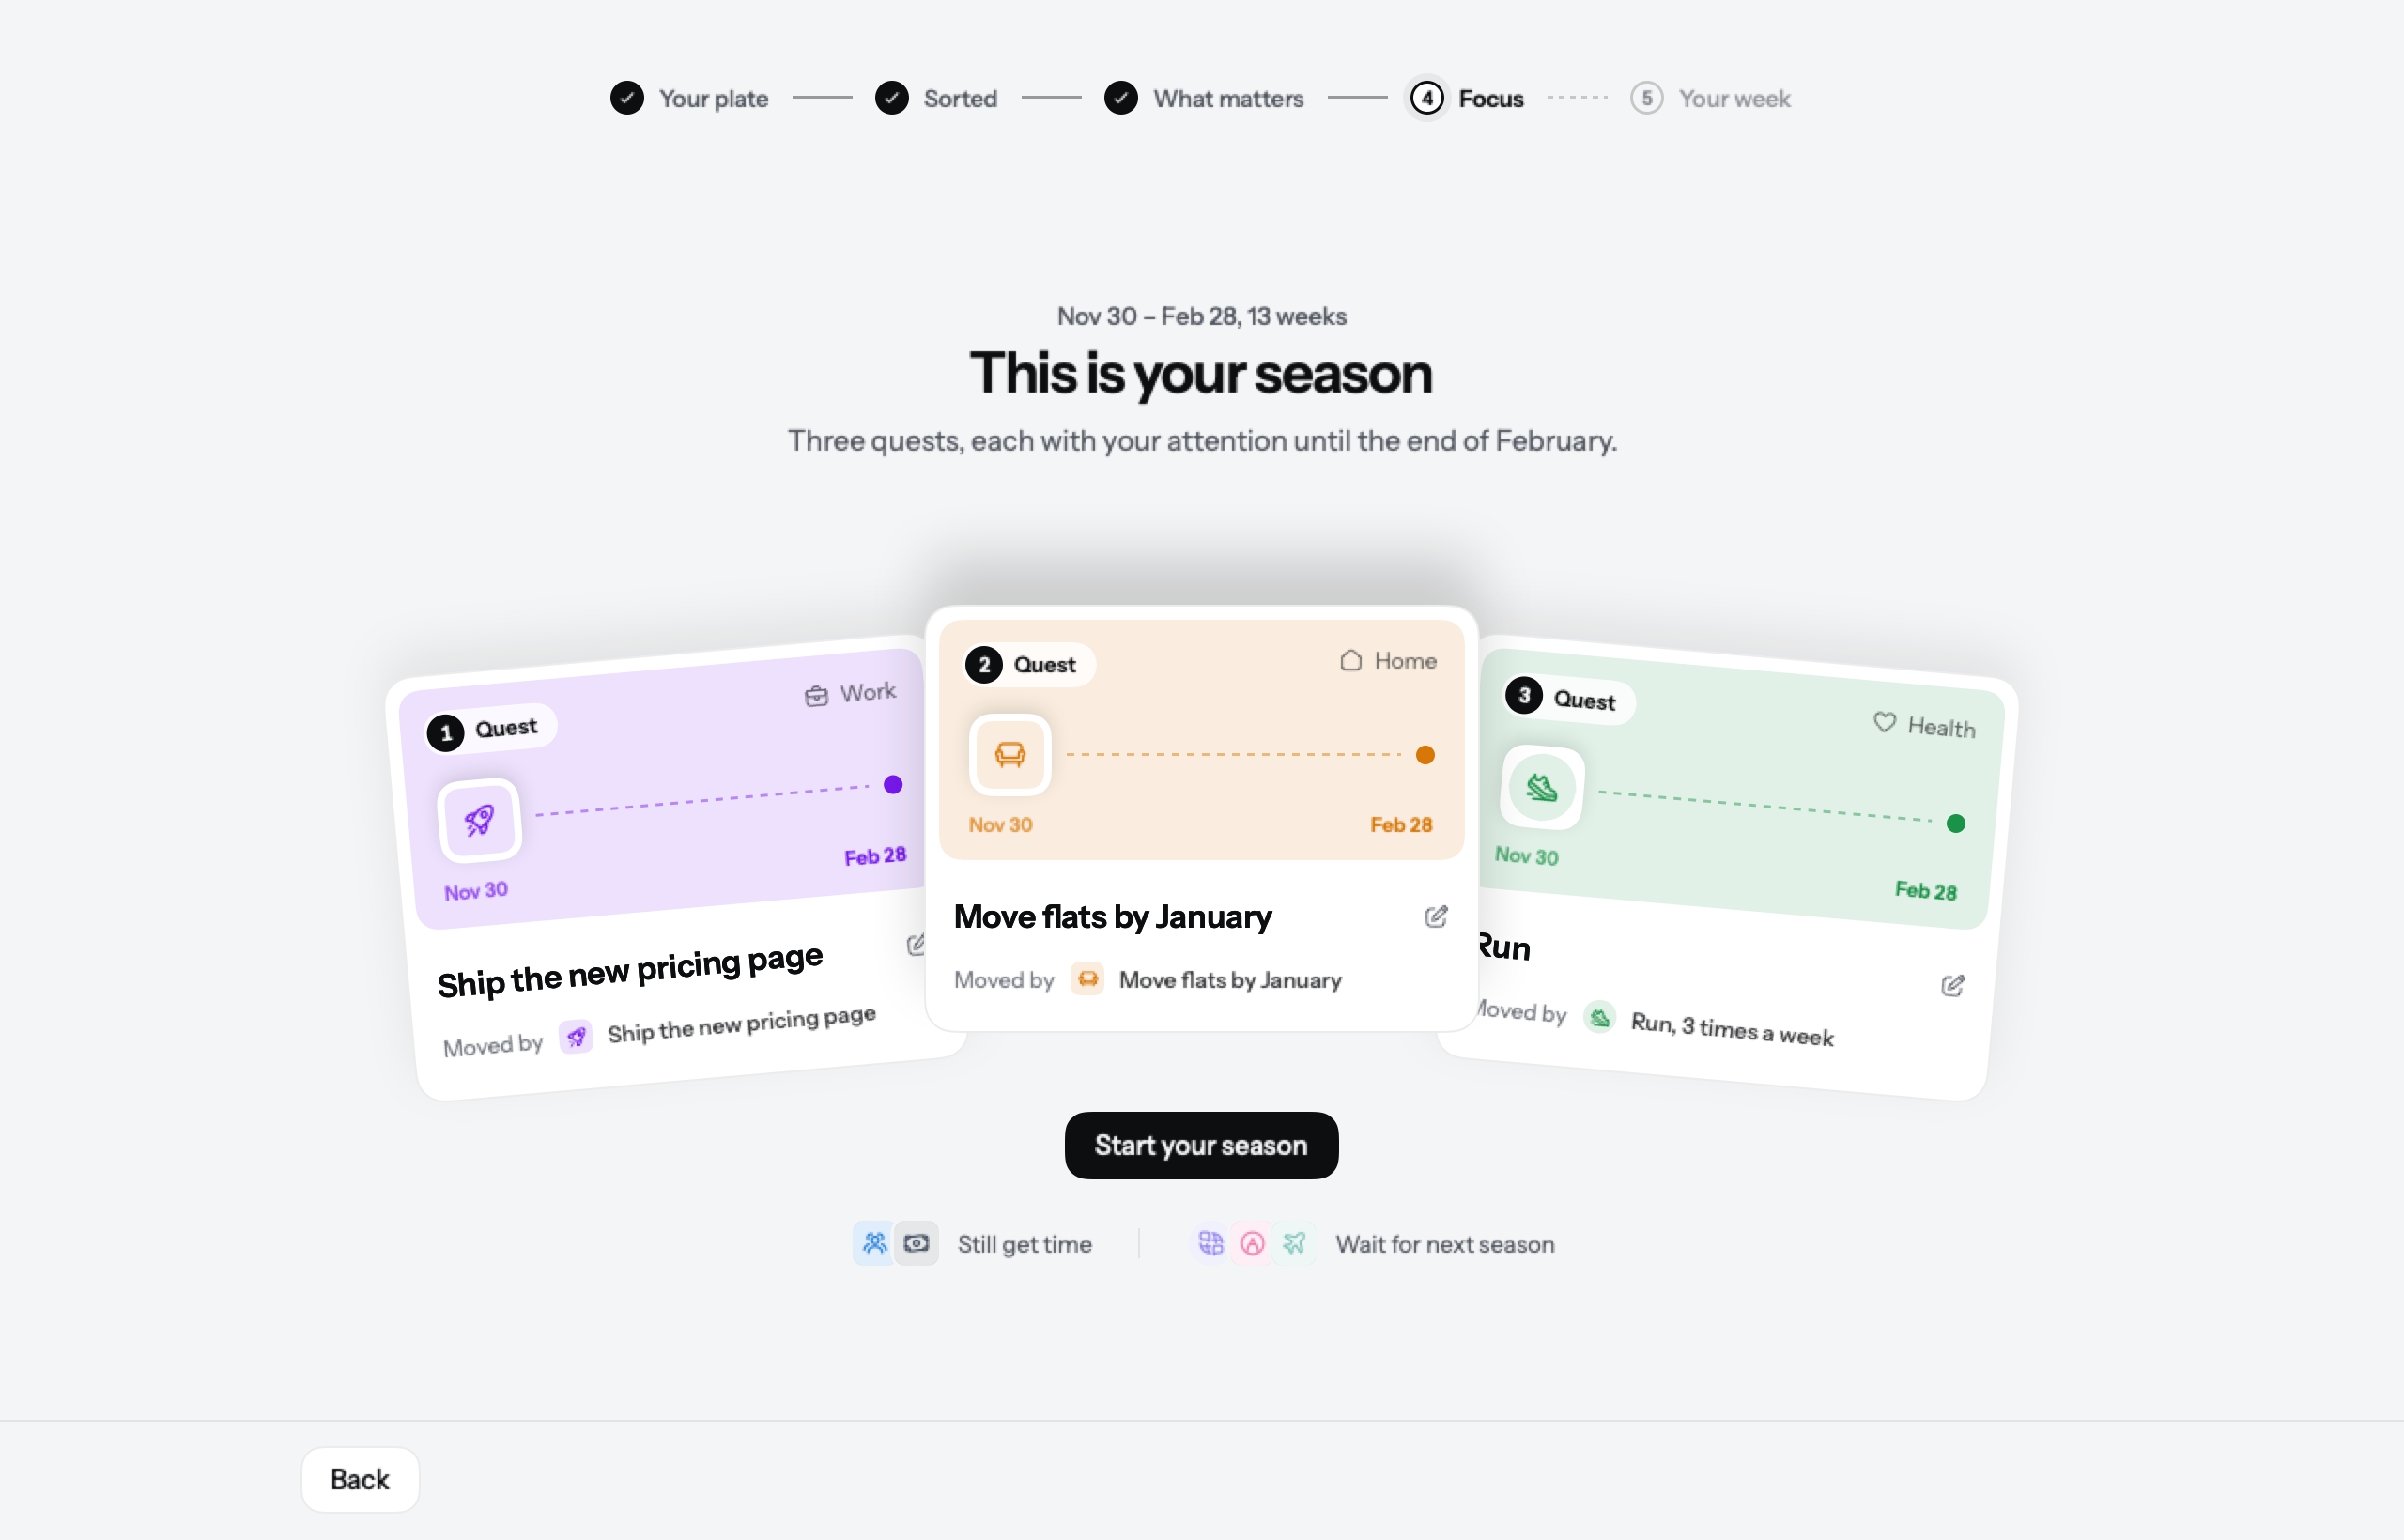 Your plate
Sorted
What matters
4 Focus
5 Your week
Nov 30 – Feb 28, 13 weeks
This is your season
Three quests, each with your attention until the end of February.
1 Quest
Work
Nov 30
Feb 28
Ship the new pricing page
Moved by Ship the new pricing page
2 Quest
Home
Nov 30
Feb 28
Move flats by January
Moved by Move flats by January
3 Quest
Health
Nov 30
Feb 28
Run
Moved by Run, 3 times a week
Start your season
Still get time
Wait for next season
Back